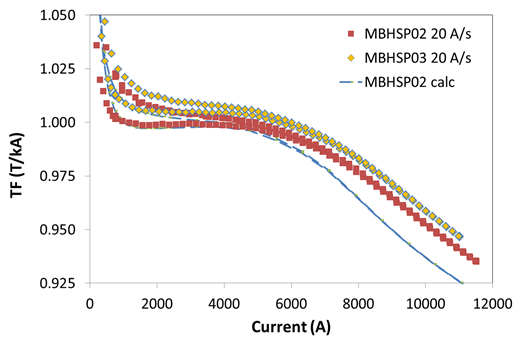 1.050
1.025
1.000
0.975
0.950
0.925
TF (T/kA)
MBHSP02 20 A/s
MBHSP03 20 A/s
MBHSP02 calc
0 2000 4000 6000 8000 10000 12000
Current (A)